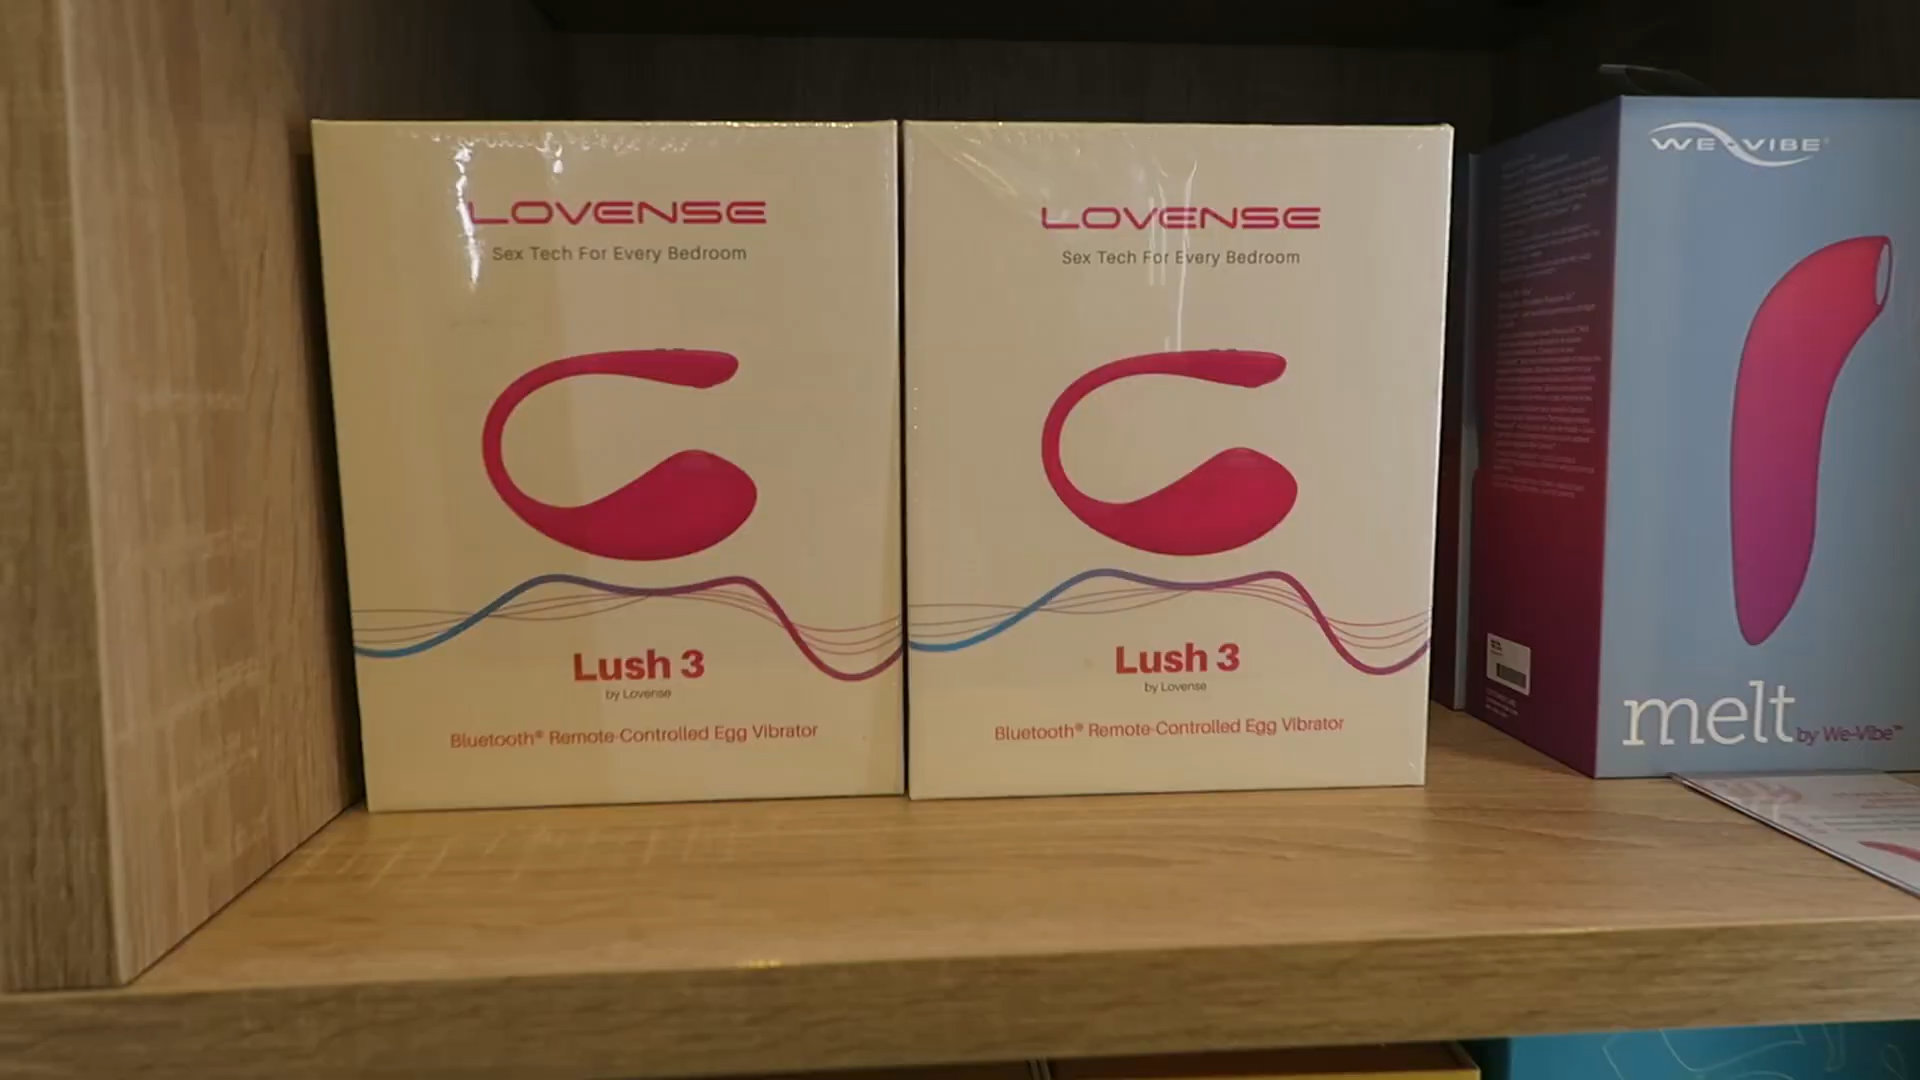 LOVENSE
Sex Tech For Every Bedroom
Lush 3
by Lovense
Bluetooth® Remote-Controlled Egg Vibrator
LOVENSE
Sex Tech For Every Bedroom
Lush 3
by Lovense
Bluetooth® Remote-Controlled Egg Vibrator
WE-VIBE®
melt by We-Vibe™